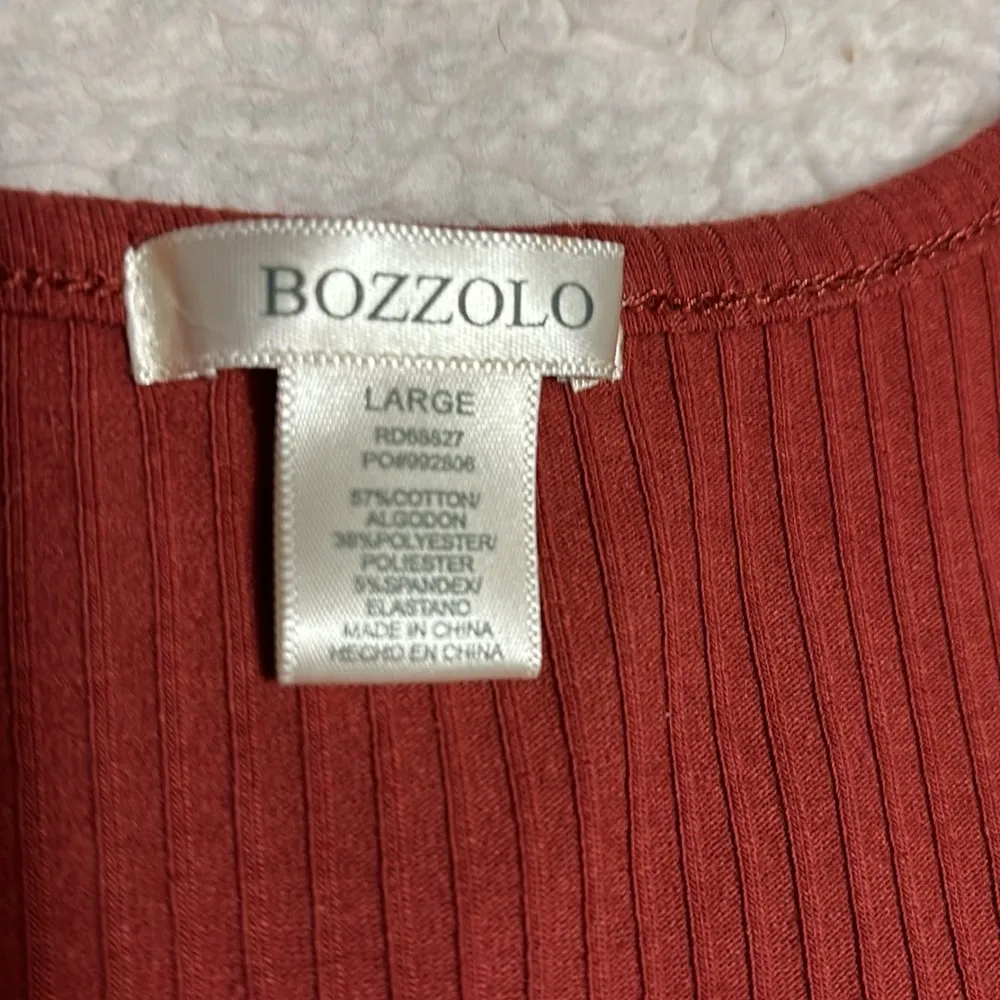 BOZZOLO
LARGE
RD68827
PO#992806
57%COTTON/
ALGODON
38%POLYESTER/
POLIESTER
5%SPANDEX/
ELASTANO
MADE IN CHINA
HECHO EN CHINA